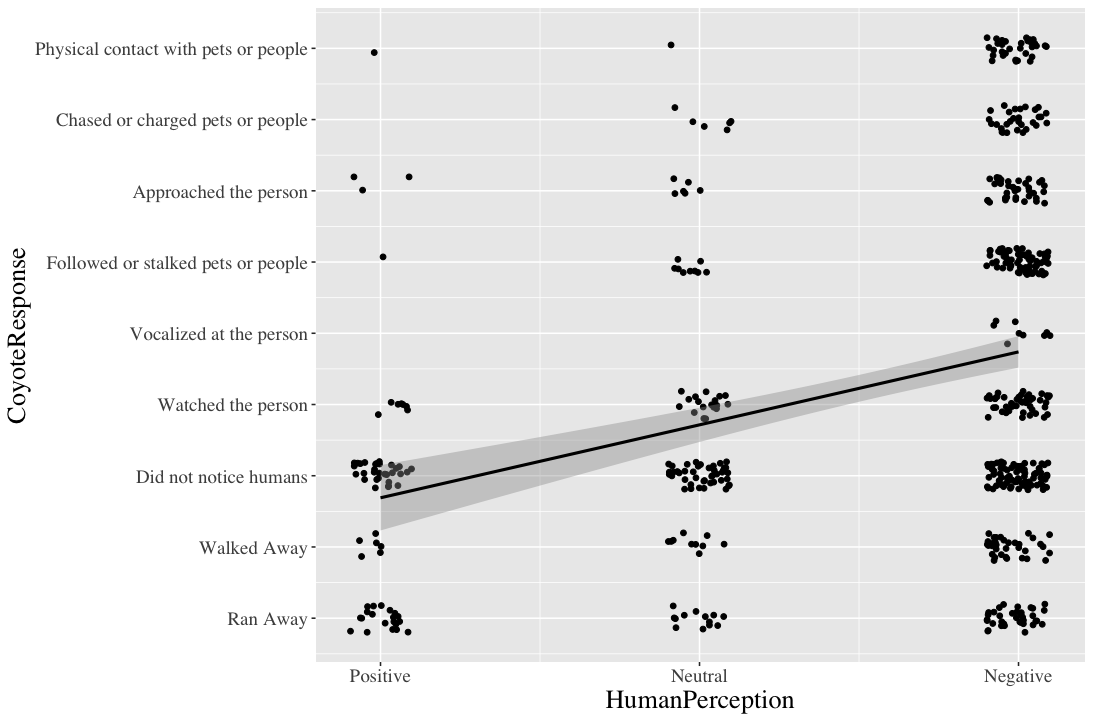 CoyoteResponse
Physical contact with pets or people
Chased or charged pets or people
Approached the person
Followed or stalked pets or people
Vocalized at the person
Watched the person
Did not notice humans
Walked Away
Ran Away
Positive Neutral Negative
HumanPerception